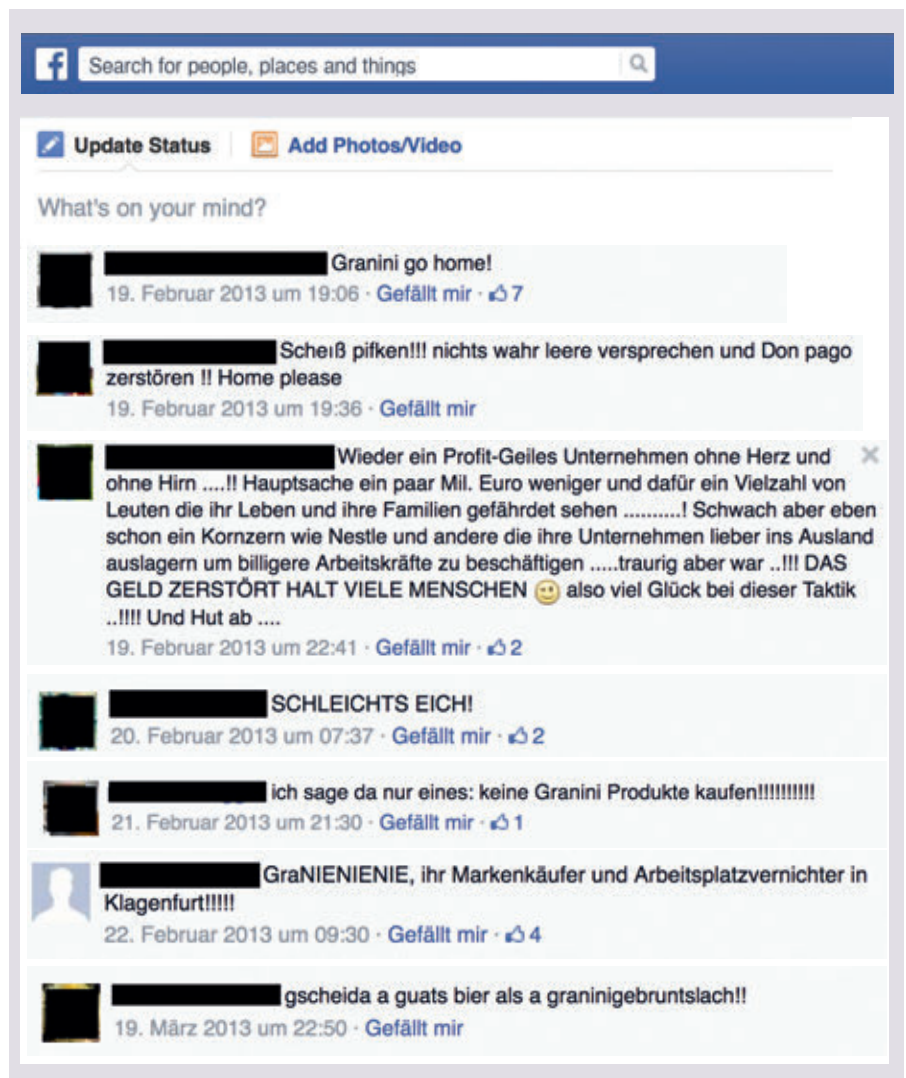 f Search for people, places and things
Update Status Add Photos/Video
What's on your mind?
Granini go home!
19. Februar 2013 um 19:06 · Gefällt mir · 7
Scheiß pifken!!! nichts wahr leere versprechen und Don pago
zerstören !! Home please
19. Februar 2013 um 19:36 · Gefällt mir
Wieder ein Profit-Geiles Unternehmen ohne Herz und
ohne Hirn ....!! Hauptsache ein paar Mil. Euro weniger und dafür ein Vielzahl von
Leuten die ihr Leben und ihre Familien gefährdet sehen ..........! Schwach aber eben
schon ein Kornzern wie Nestle und andere die ihre Unternehmen lieber ins Ausland
auslagern um billigere Arbeitskräfte zu beschäftigen .....traurig aber war ..!!! DAS
GELD ZERSTÖRT HALT VIELE MENSCHEN also viel Glück bei dieser Taktik
..!!!! Und Hut ab ....
19. Februar 2013 um 22:41 · Gefällt mir · 2
SCHLEICHTS EICH!
20. Februar 2013 um 07:37 · Gefällt mir · 2
ich sage da nur eines: keine Granini Produkte kaufen!!!!!!!!!!
21. Februar 2013 um 21:30 · Gefällt mir · 1
GraNIENIENIE, ihr Markenkäufer und Arbeitsplatzvernichter in
Klagenfurt!!!!!
22. Februar 2013 um 09:30 · Gefällt mir · 4
gscheida a guats bier als a graninigebruntslach!!
19. März 2013 um 22:50 · Gefällt mir